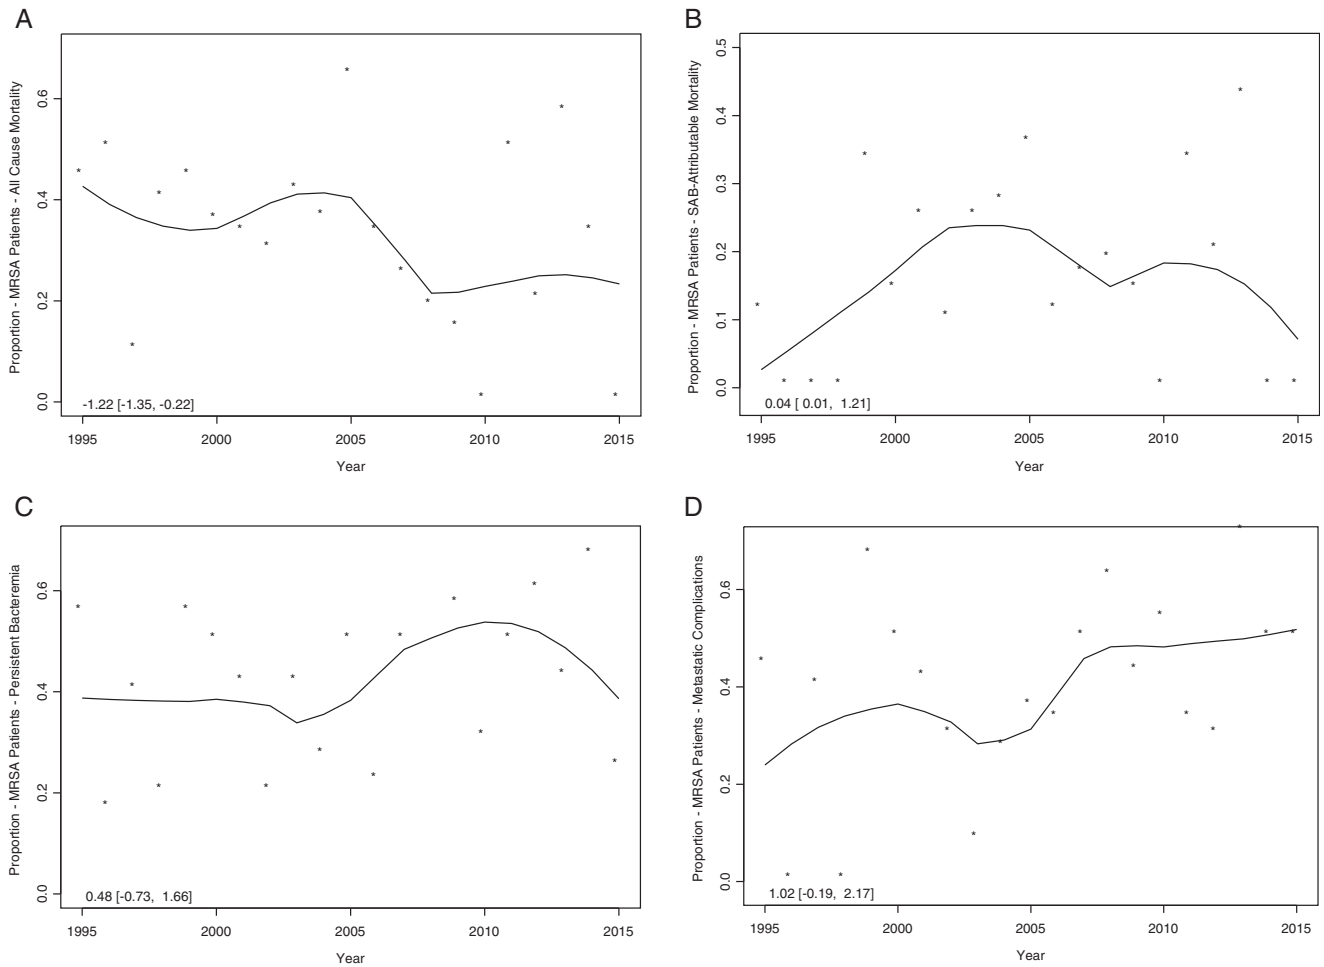 A
Proportion - MRSA Patients - All Cause Mortality
0.6
0.4
0.2
0.0
-1.22 [-1.35, -0.22]
1995 2000 2005 2010 2015
Year
B
Proportion - MRSA Patients - SAB-Attributable Mortality
0.5
0.4
0.3
0.2
0.1
0.0
0.04 [ 0.01, 1.21]
1995 2000 2005 2010 2015
Year
C
Proportion - MRSA Patients - Persistent Bacteremia
0.6
0.4
0.2
0.0
0.48 [-0.73, 1.66]
1995 2000 2005 2010 2015
Year
D
Proportion - MRSA Patients - Metastatic Complications
0.6
0.4
0.2
0.0
1.02 [-0.19, 2.17]
1995 2000 2005 2010 2015
Year